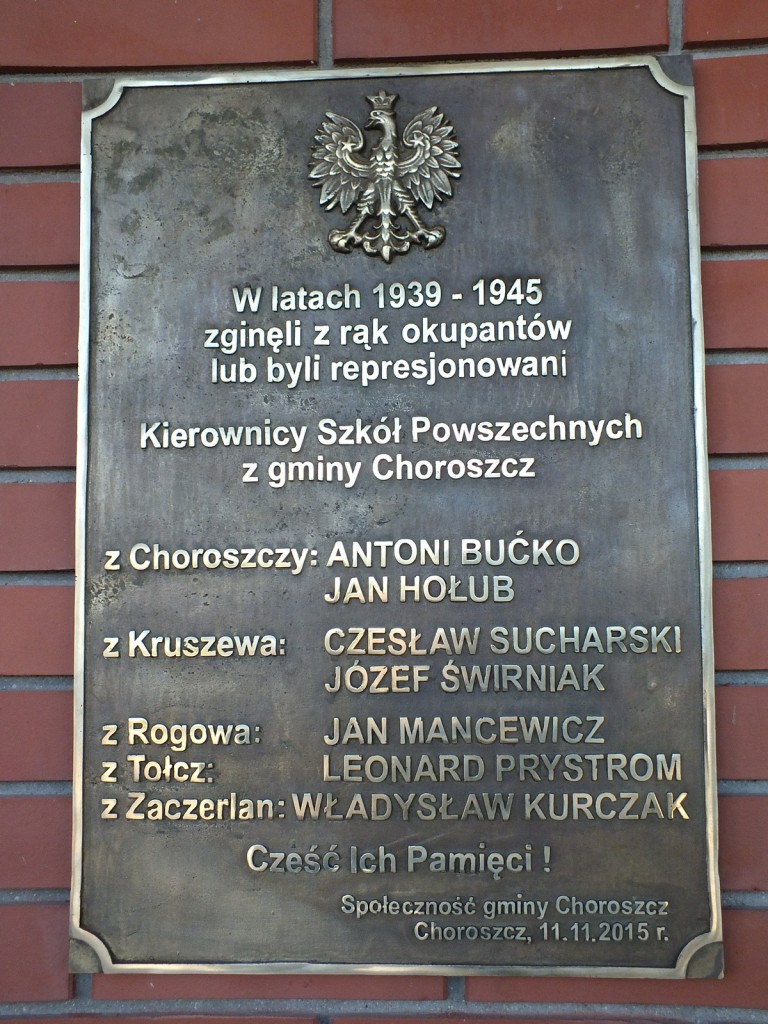 W latach 1939 - 1945
zginęli z rąk okupantów
lub byli represjonowani
Kierownicy Szkół Powszechnych
z gminy Choroszcz
z Choroszczy: ANTONI BUĆKO
JAN HOŁUB
z Kruszewa: CZESŁAW SUCHARSKI
JÓZEF ŚWIRNIAK
z Rogowa: JAN MANCEWICZ
z Tołcz: LEONARD PRYSTROM
z Zaczerlan: WŁADYSŁAW KURCZAK
Cześć Ich Pamięci !
Społeczność gminy Choroszcz
Choroszcz, 11.11.2015 r.